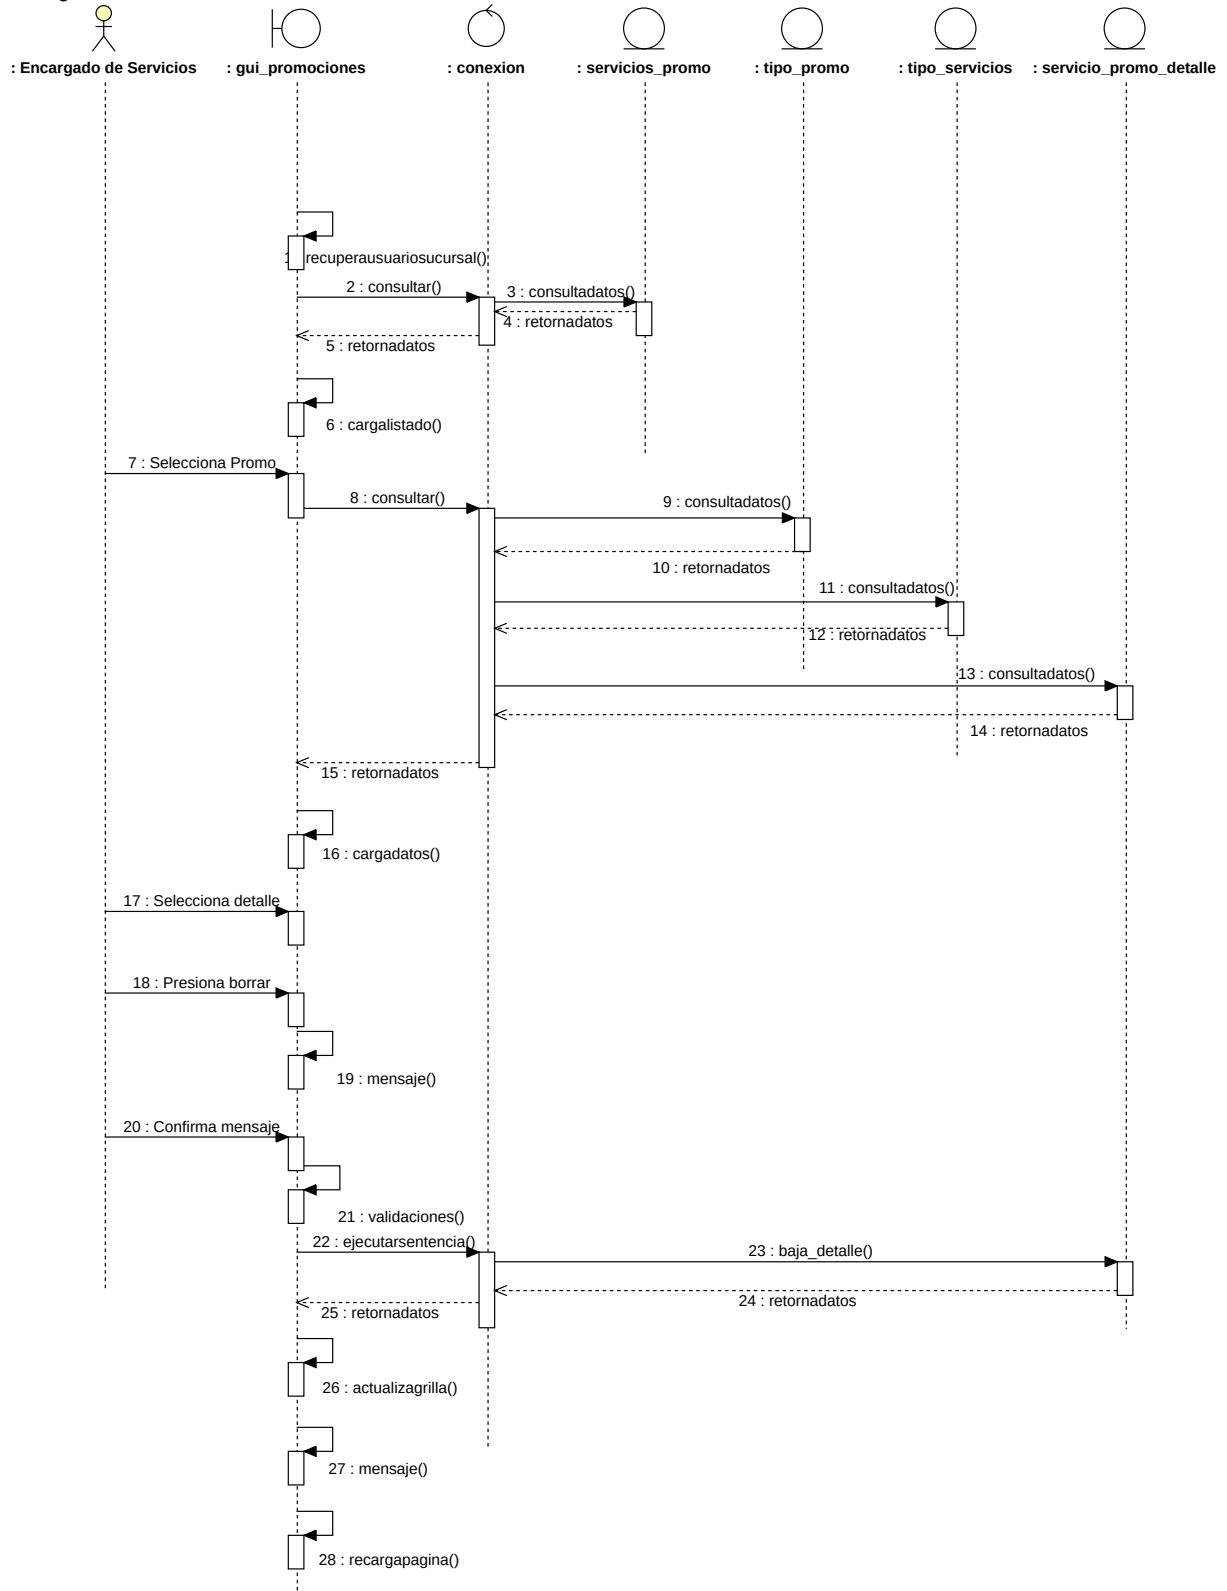 : Encargado de Servicios
: gui_promociones
: conexion
: servicios_promo
: tipo_promo
: tipo_servicios
: servicio_promo_detalle
1 : recuperausuariosucursal()
2 : consultar()
3 : consultadatos()
4 : retornadatos
5 : retornadatos
6 : cargalistado()
7 : Selecciona Promo
8 : consultar()
9 : consultadatos()
10 : retornadatos
11 : consultadatos()
12 : retornadatos
13 : consultadatos()
14 : retornadatos
15 : retornadatos
16 : cargadatos()
17 : Selecciona detalle
18 : Presiona borrar
19 : mensaje()
20 : Confirma mensaje
21 : validaciones()
22 : ejecutarsentencia()
23 : baja_detalle()
24 : retornadatos
25 : retornadatos
26 : actualizagrilla()
27 : mensaje()
28 : recargapagina()